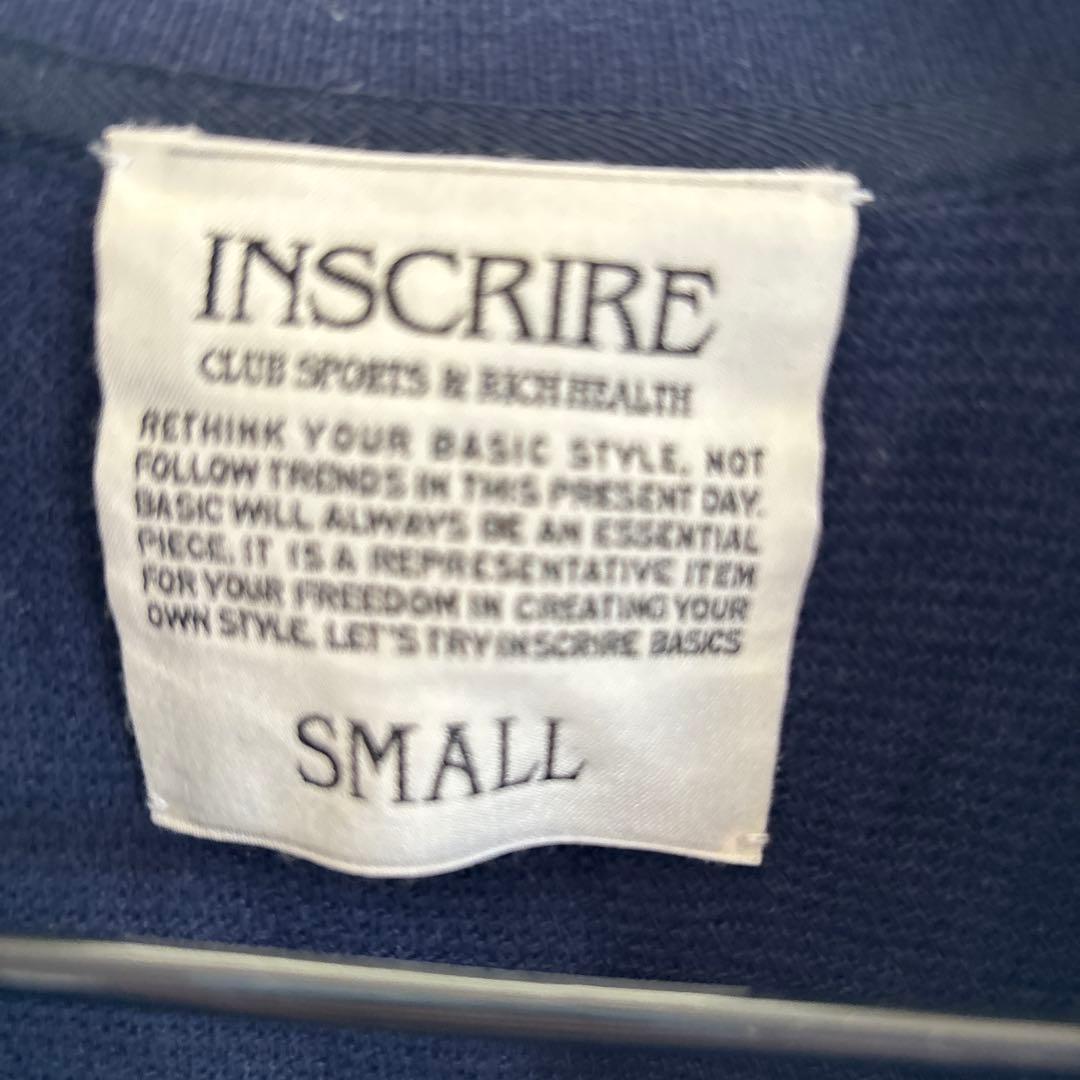 INSCRIRE
CLUB SPORTS & RICH HEALTH
RETHINK YOUR BASIC STYLE. NOT
FOLLOW TRENDS IN THIS PRESENT DAY.
BASIC WILL ALWAYS BE AN ESSENTIAL
PIECE. IT IS A REPRESENTATIVE ITEM
FOR YOUR FREEDOM IN CREATING YOUR
OWN STYLE. LET'S TRY INSCRIRE BASICS
SMALL